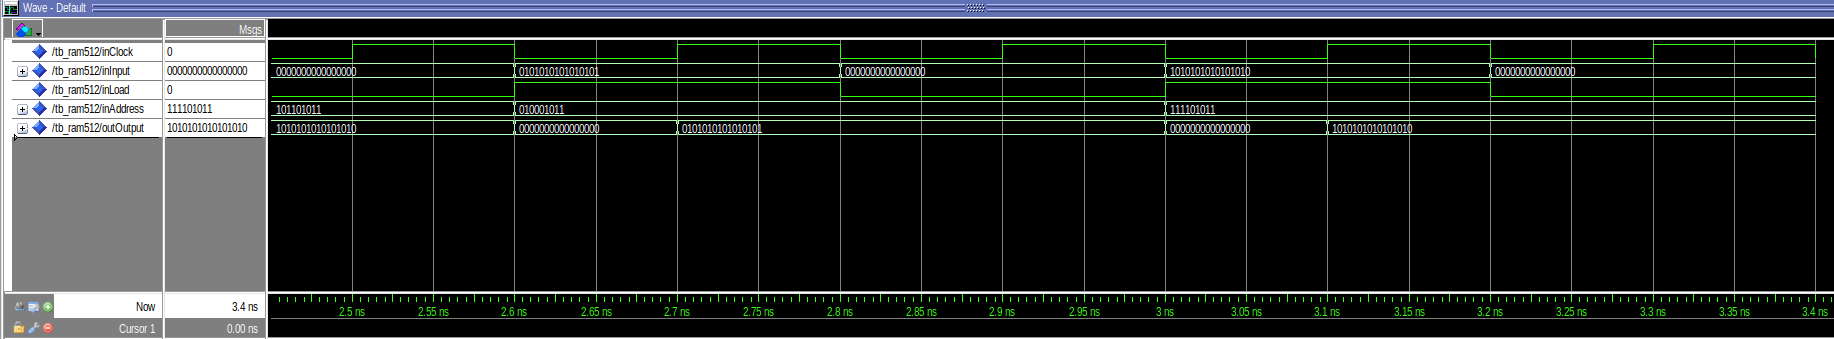 Wave - Default
Msgs
/tb_ram512/inClock 0
/tb_ram512/inInput 0000000000000000 0000000000000000 0101010101010101 0000000000000000 1010101010101010 0000000000000000
/tb_ram512/inLoad 0
/tb_ram512/inAddress 111101011 101101011 010001011 111101011
/tb_ram512/outOutput 1010101010101010 1010101010101010 0000000000000000 0101010101010101 0000000000000000 1010101010101010
Now 3.4 ns 2.5 ns 2.55 ns 2.6 ns 2.65 ns 2.7 ns 2.75 ns 2.8 ns 2.85 ns 2.9 ns 2.95 ns 3 ns 3.05 ns 3.1 ns 3.15 ns 3.2 ns 3.25 ns 3.3 ns 3.35 ns 3.4 ns
Cursor 1 0.00 ns